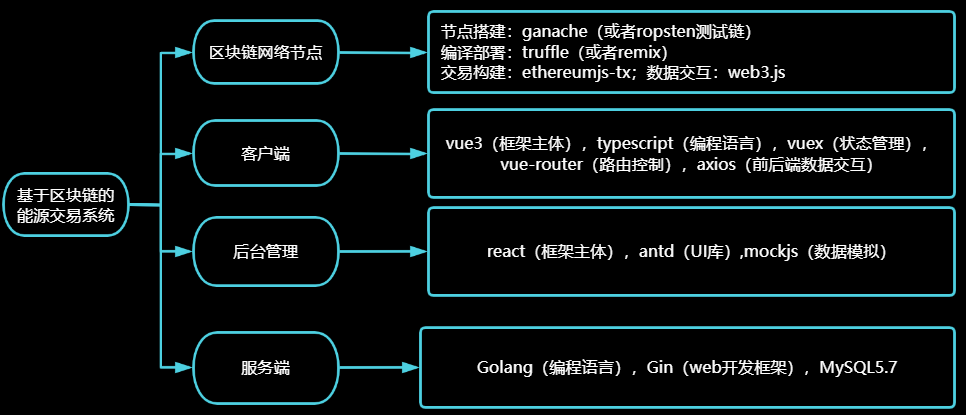 基于区块链的
能源交易系统
区块链网络节点
节点搭建：ganache（或者ropsten测试链）
编译部署：truffle（或者remix）
交易构建：ethereumjs-tx；数据交互：web3.js
客户端
vue3（框架主体）, typescript（编程语言）, vuex（状态管理）,
vue-router（路由控制）, axios（前后端数据交互）
后台管理
react（框架主体）, antd（UI库）,mockjs（数据模拟）
服务端
Golang（编程语言）, Gin（web开发框架）, MySQL5.7